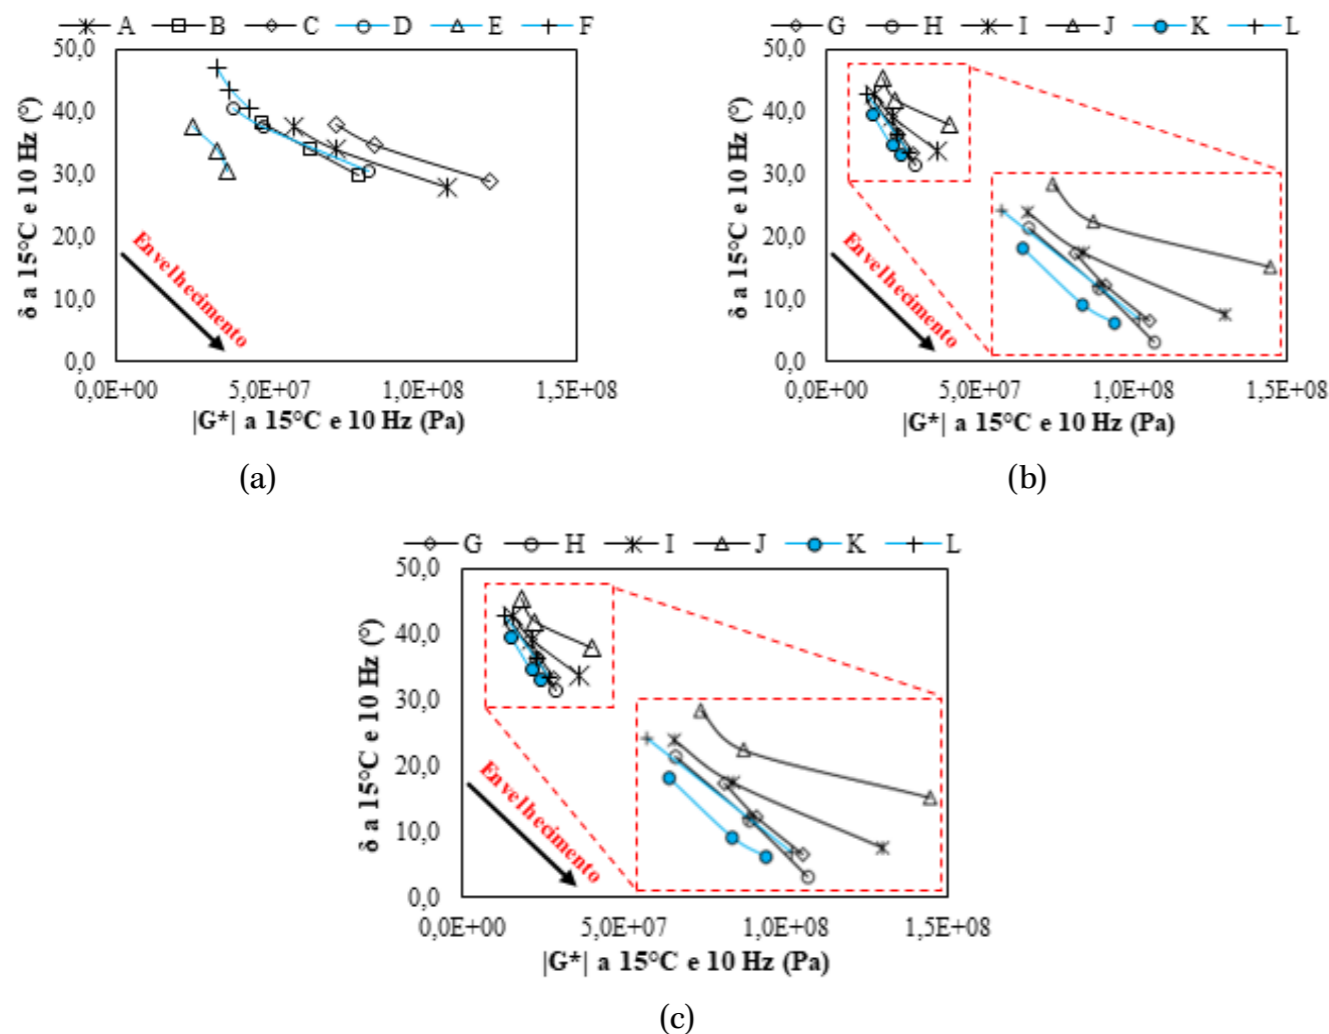 A B C D E F
50,0
40,0
30,0
20,0
10,0
0,0
δ a 15°C e 10 Hz (°)
Envelhecimento
0,0E+00 5,0E+07 1,0E+08 1,5E+08
|G*| a 15°C e 10 Hz (Pa)
(a)
G H I J K L
50,0
40,0
30,0
20,0
10,0
0,0
δ a 15°C e 10 Hz (°)
Envelhecimento
0,0E+00 5,0E+07 1,0E+08 1,5E+08
|G*| a 15°C e 10 Hz (Pa)
(b)
G H I J K L
50,0
40,0
30,0
20,0
10,0
0,0
δ a 15°C e 10 Hz (°)
Envelhecimento
0,0E+00 5,0E+07 1,0E+08 1,5E+08
|G*| a 15°C e 10 Hz (Pa)
(c)